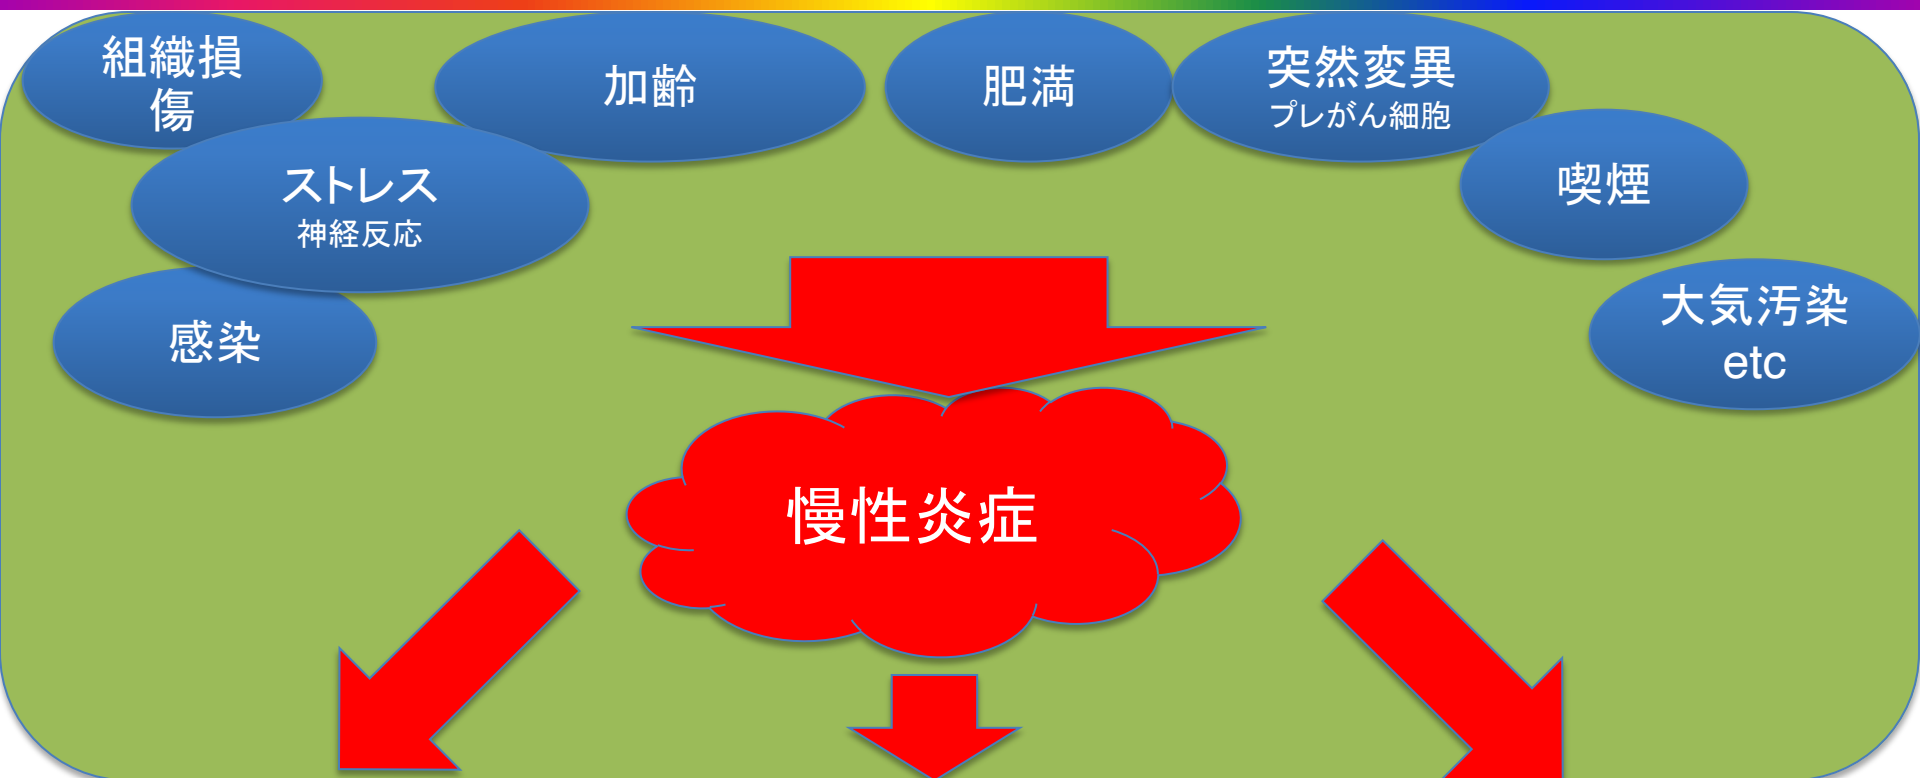 組織損
傷
加齢
肥満
突然変異
プレがん細胞
喫煙
ストレス
神経反応
感染
大気汚染
etc
慢性炎症